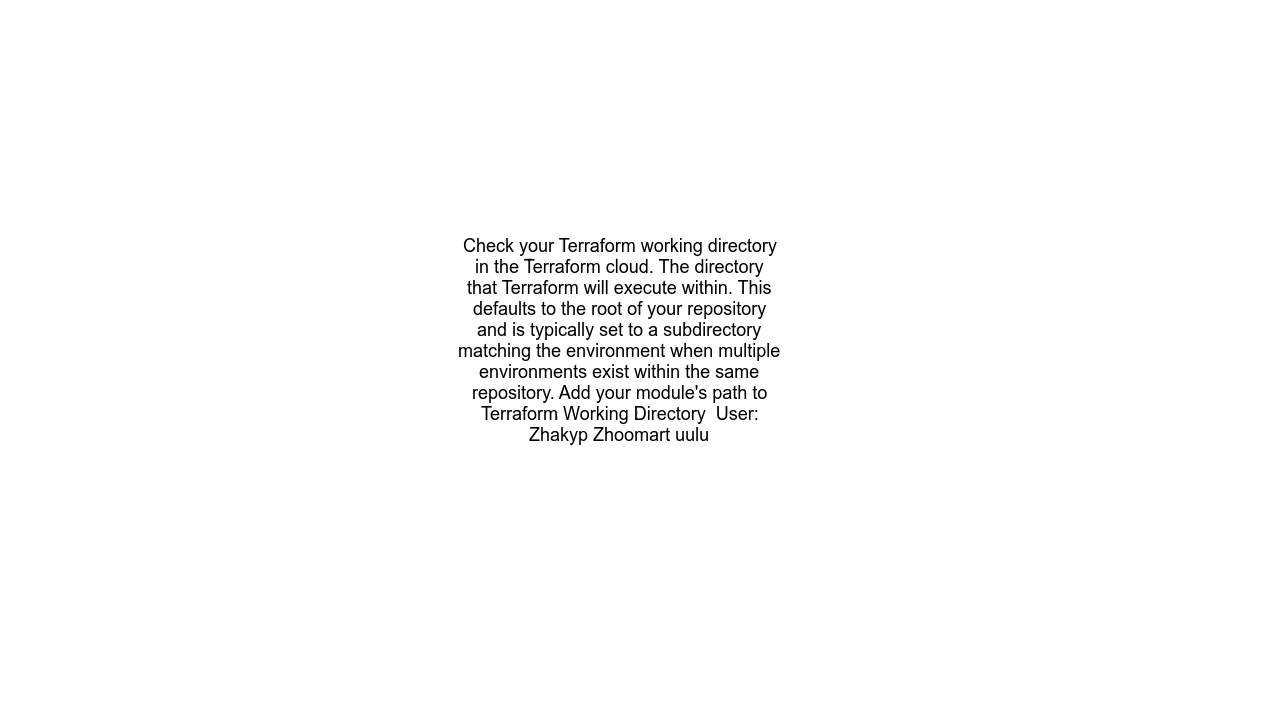 Check your Terraform working directory
in the Terraform cloud. The directory
that Terraform will execute within. This
defaults to the root of your repository
and is typically set to a subdirectory
matching the environment when multiple
environments exist within the same
repository. Add your module's path to
Terraform Working Directory  User:
Zhakyp Zhoomart uulu